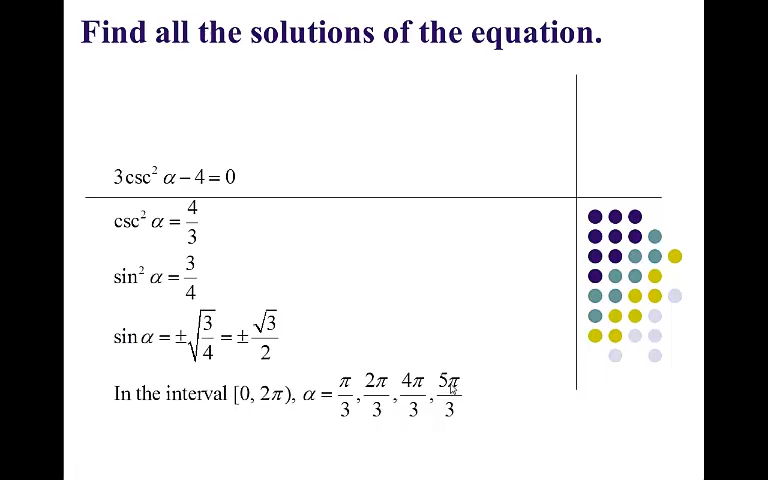 Find all the solutions of the equation.
3csc² α − 4 = 0
csc² α = 4/3
sin² α = 3/4
sin α = ±√(3/4) = ±√3/2
In the interval [0, 2π), α = π/3, 2π/3, 4π/3, 5π/3